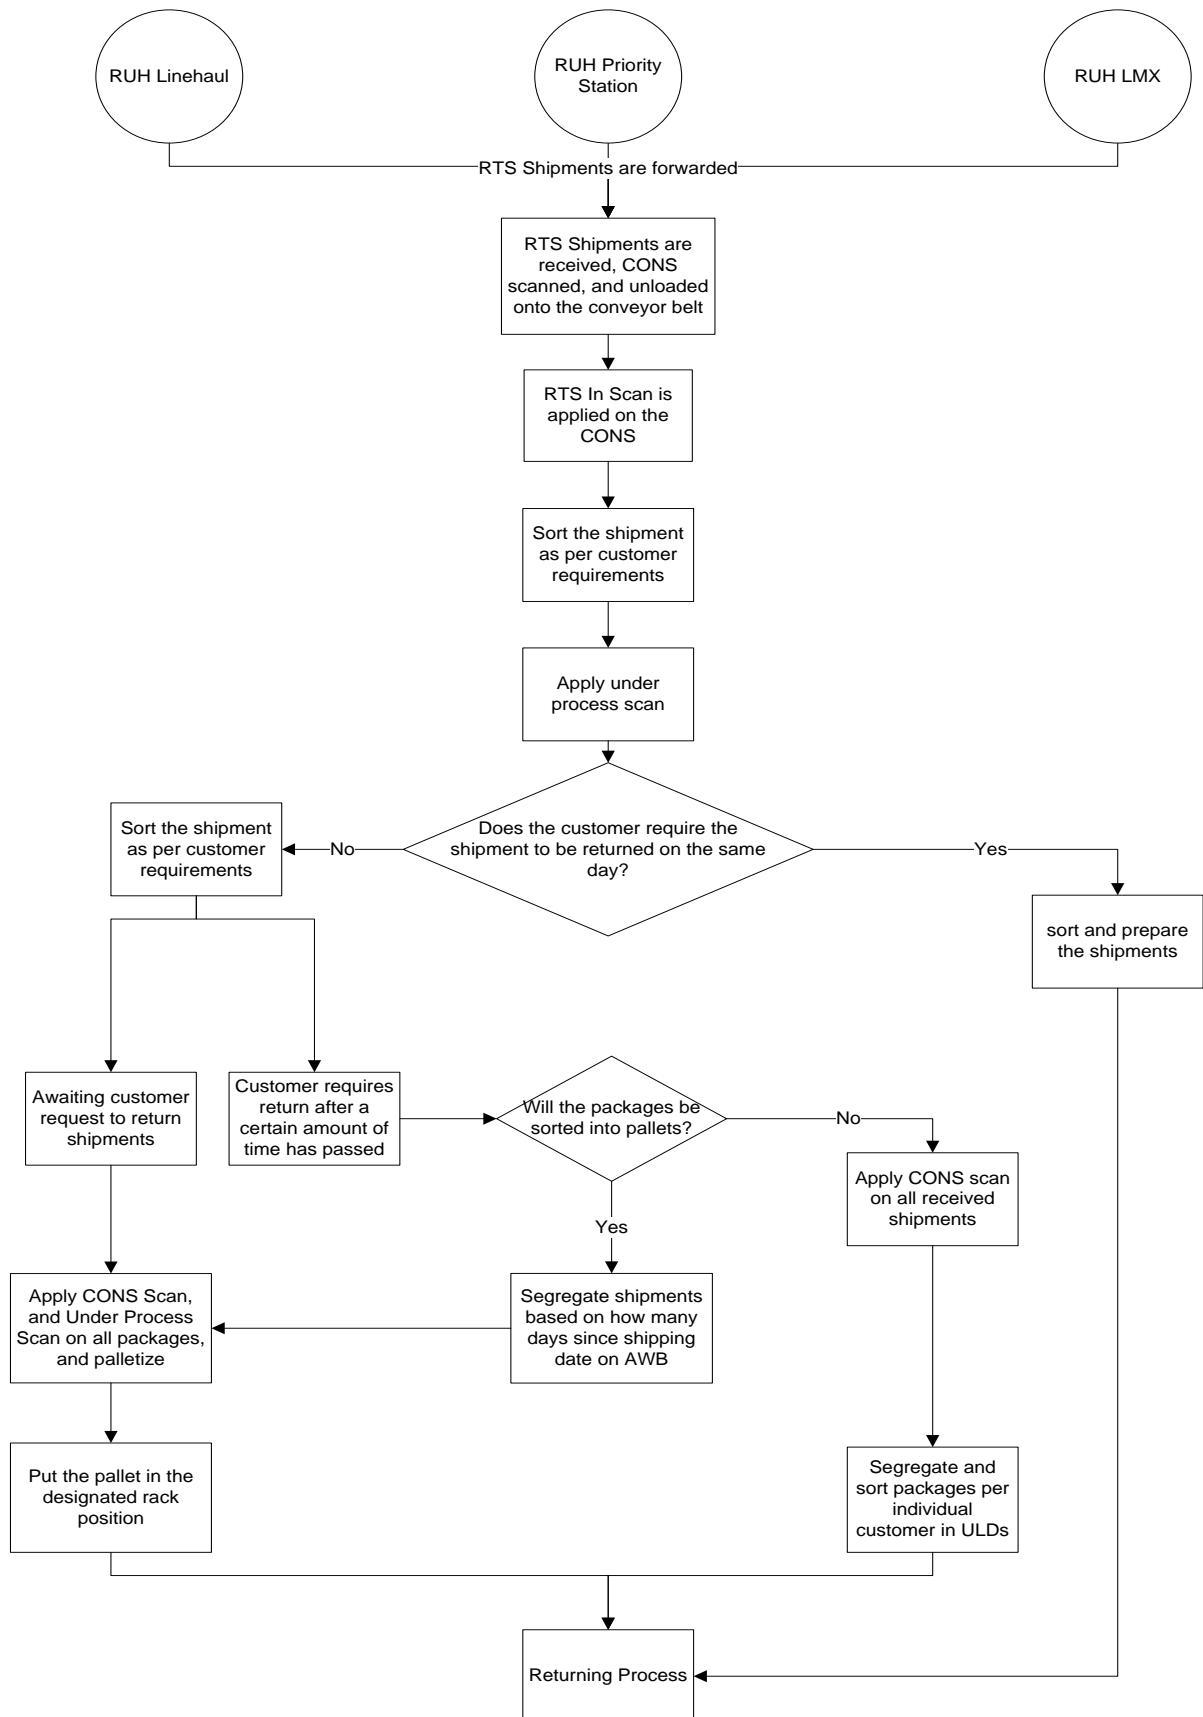 RUH Linehaul
RUH Priority
Station
RUH LMX
RTS Shipments are forwarded
RTS Shipments are
received, CONS
scanned, and unloaded
onto the conveyor belt
RTS In Scan is
applied on the
CONS
Sort the shipment
as per customer
requirements
Apply under
process scan
Does the customer require the
shipment to be returned on the same
day?
No
Yes
Sort the shipment
as per customer
requirements
sort and prepare
the shipments
Awaiting customer
request to return
shipments
Customer requires
return after a
certain amount of
time has passed
Will the packages be
sorted into pallets?
No
Yes
Apply CONS scan
on all received
shipments
Apply CONS Scan,
and Under Process
Scan on all packages,
and palletize
Segregate shipments
based on how many
days since shipping
date on AWB
Put the pallet in the
designated rack
position
Segregate and
sort packages per
individual
customer in ULDs
Returning Process